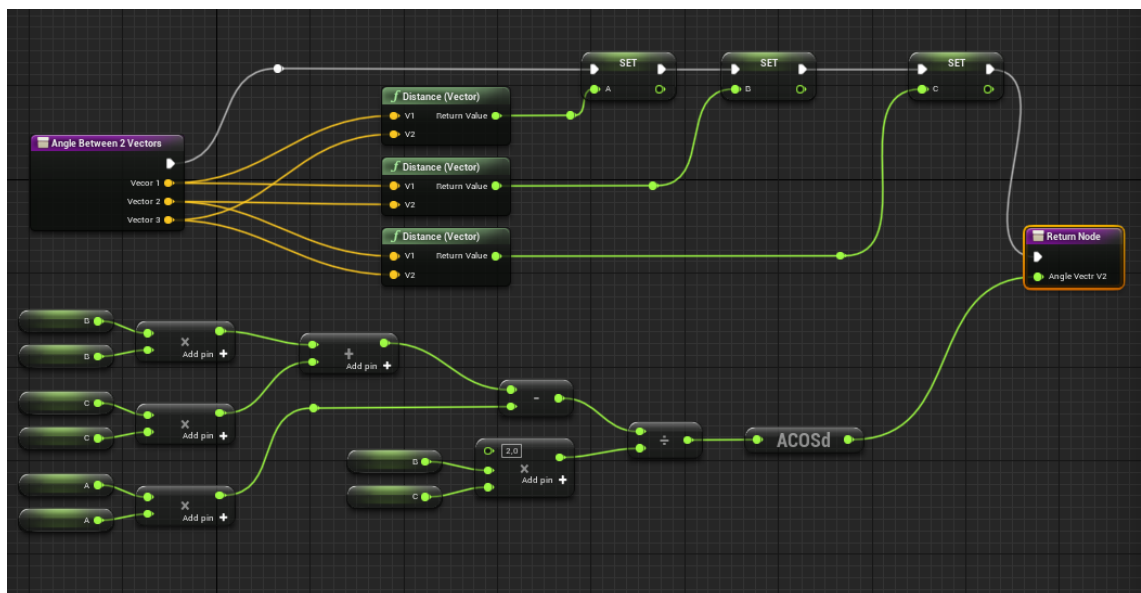 SET
SET
SET
A
B
C
f Distance (Vector)
V1 Return Value
V2
Angle Between 2 Vectors
Vecor 1
Vector 2
Vector 3
f Distance (Vector)
V1 Return Value
V2
f Distance (Vector)
V1 Return Value
V2
Return Node
Angle Vectr V2
B
B
×
Add pin +
+
Add pin +
C
C
×
Add pin +
-
A
A
×
Add pin +
B
C
2,0
×
Add pin +
÷
ACOSd